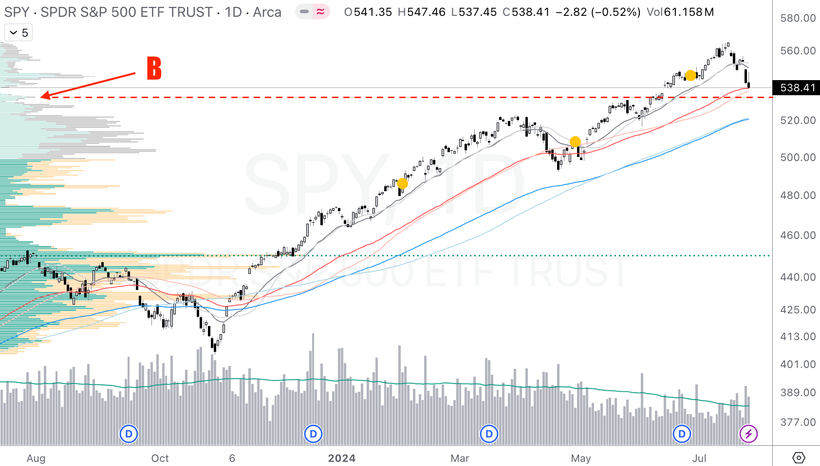 SPY · SPDR S&P 500 ETF TRUST · 1D · Arca O541.35 H547.46 L537.45 C538.41 −2.82 (−0.52%) Vol61.158M
5
B
580.00
560.00
538.41
520.00
500.00
480.00
460.00
440.00
425.00
413.00
401.00
389.00
377.00
SPY, 1D
SPDR S&P 500 ETF TRUST
D D D D
Aug Oct 6 2024 Mar May Jul